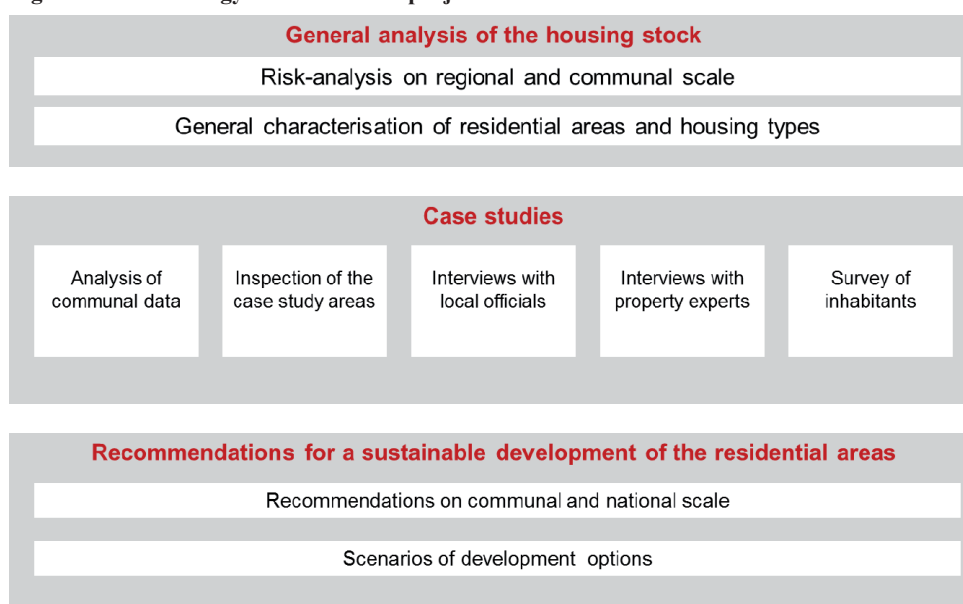 General analysis of the housing stock
Risk-analysis on regional and communal scale
General characterisation of residential areas and housing types
Case studies
Analysis of
communal data
Inspection of the
case study areas
Interviews with
local officials
Interviews with
property experts
Survey of
inhabitants
Recommendations for a sustainable development of the residential areas
Recommendations on communal and national scale
Scenarios of development options